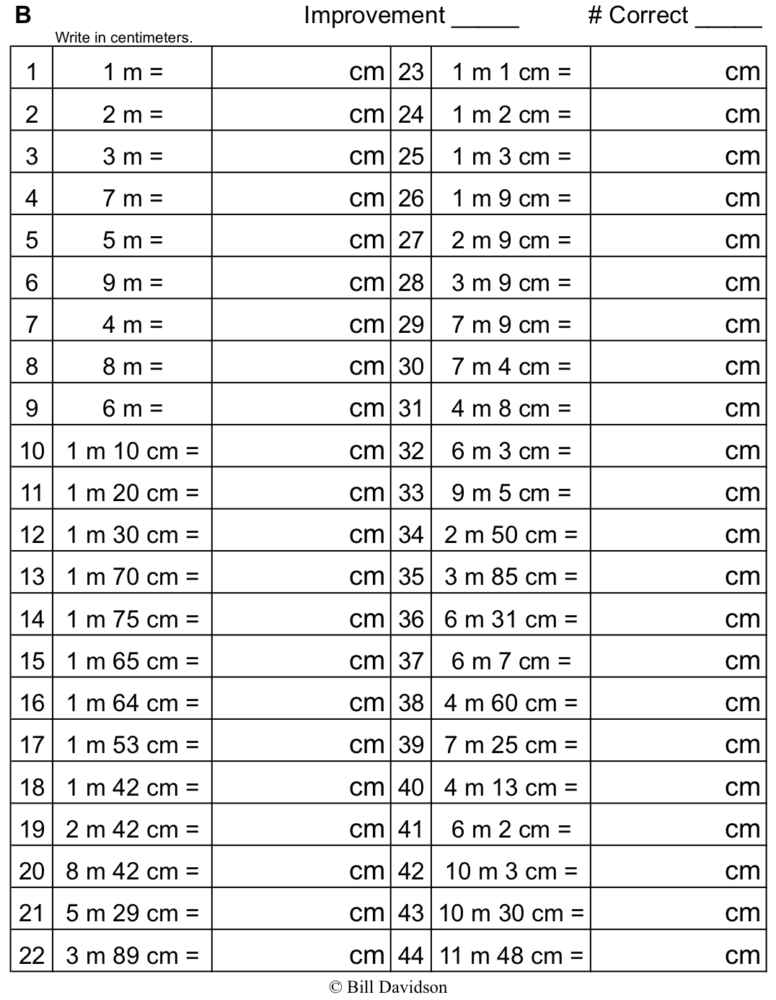 B Improvement _____ # Correct _____
Write in centimeters.
1 1 m = cm 23 1 m 1 cm = cm
2 2 m = cm 24 1 m 2 cm = cm
3 3 m = cm 25 1 m 3 cm = cm
4 7 m = cm 26 1 m 9 cm = cm
5 5 m = cm 27 2 m 9 cm = cm
6 9 m = cm 28 3 m 9 cm = cm
7 4 m = cm 29 7 m 9 cm = cm
8 8 m = cm 30 7 m 4 cm = cm
9 6 m = cm 31 4 m 8 cm = cm
10 1 m 10 cm = cm 32 6 m 3 cm = cm
11 1 m 20 cm = cm 33 9 m 5 cm = cm
12 1 m 30 cm = cm 34 2 m 50 cm = cm
13 1 m 70 cm = cm 35 3 m 85 cm = cm
14 1 m 75 cm = cm 36 6 m 31 cm = cm
15 1 m 65 cm = cm 37 6 m 7 cm = cm
16 1 m 64 cm = cm 38 4 m 60 cm = cm
17 1 m 53 cm = cm 39 7 m 25 cm = cm
18 1 m 42 cm = cm 40 4 m 13 cm = cm
19 2 m 42 cm = cm 41 6 m 2 cm = cm
20 8 m 42 cm = cm 42 10 m 3 cm = cm
21 5 m 29 cm = cm 43 10 m 30 cm = cm
22 3 m 89 cm = cm 44 11 m 48 cm = cm
© Bill Davidson